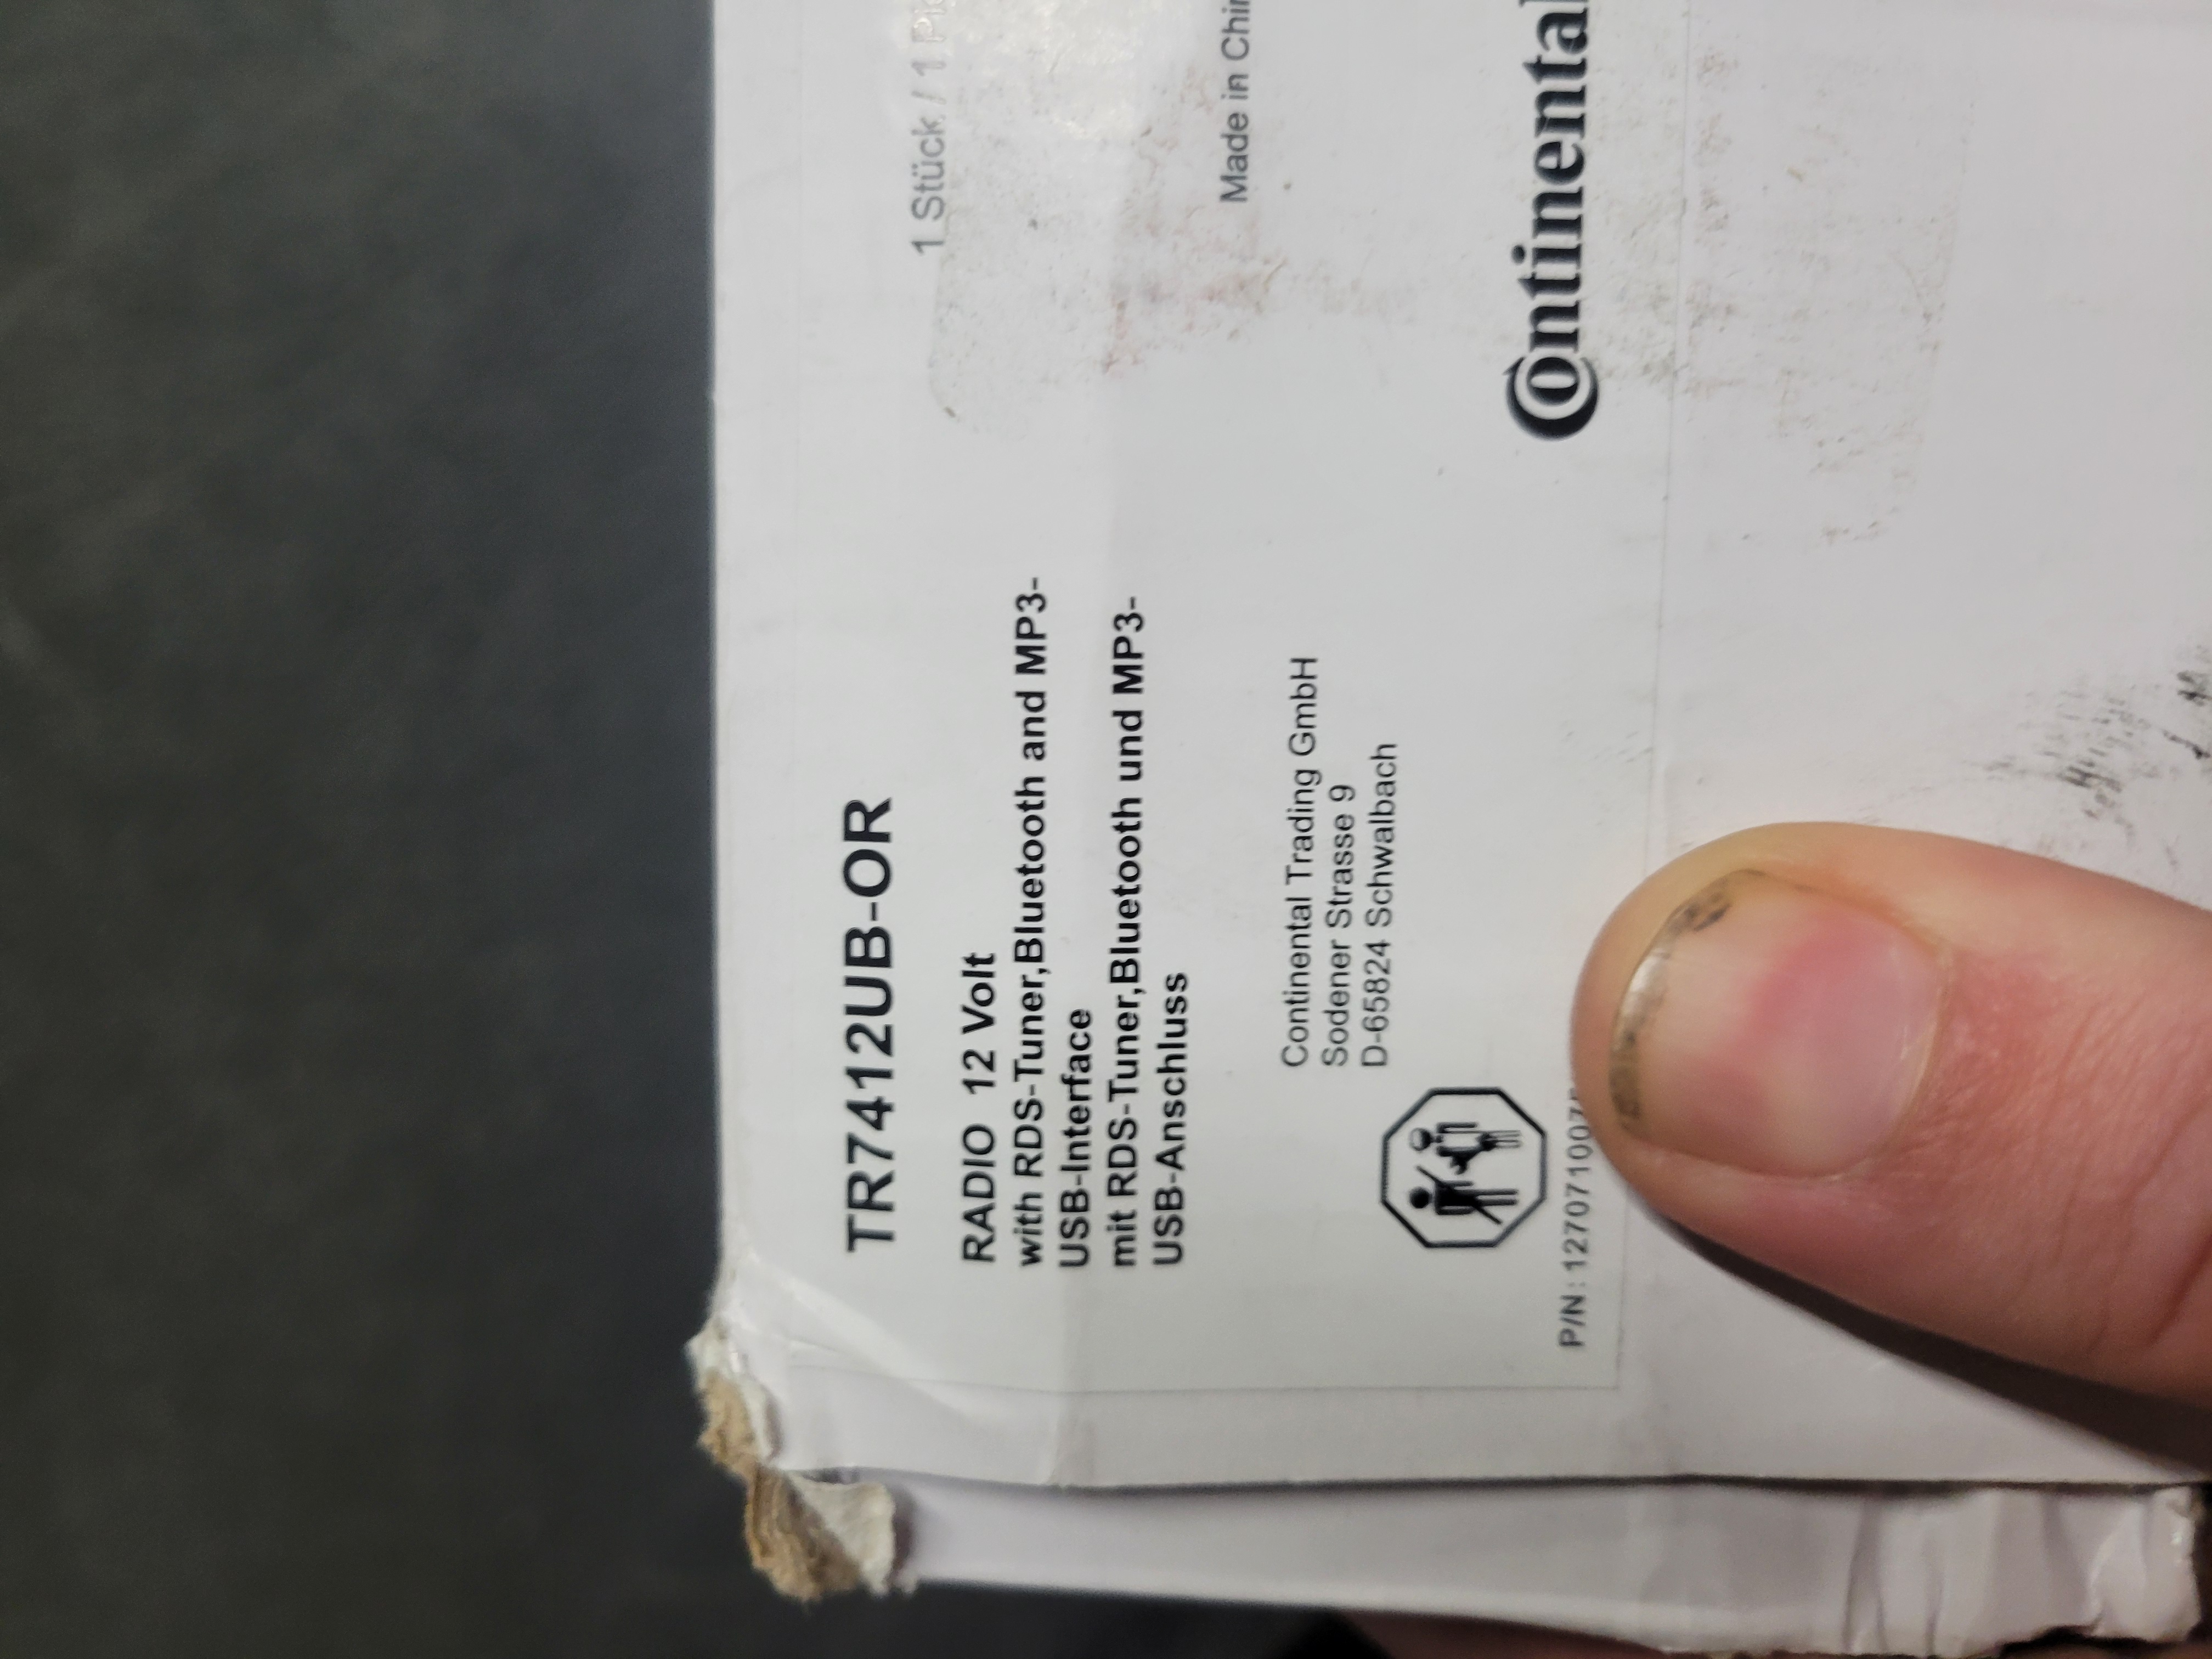 TR7412UB-OR
1 Stück / 1
RADIO 12 Volt
with RDS-Tuner,Bluetooth and MP3-
USB-Interface
mit RDS-Tuner,Bluetooth und MP3-
USB-Anschluss
Made in
Continental Trading GmbH
Sodener Strasse 9
D-65824 Schwalbach
Continental
P/N :